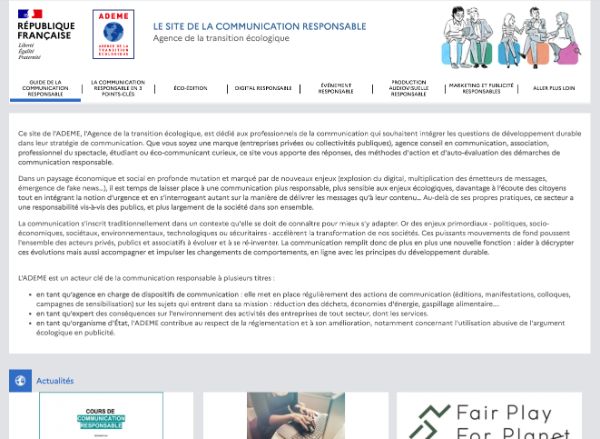 RÉPUBLIQUE
FRANÇAISE
Liberté
Égalité
Fraternité
ADEME
AGENCE DE LA
TRANSITION
ÉCOLOGIQUE
LE SITE DE LA COMMUNICATION RESPONSABLE
Agence de la transition écologique
GUIDE DE LA
COMMUNICATION
RESPONSABLE
LA COMMUNICATION
RESPONSABLE EN 3
POINTS-CLÉS
ÉCO-ÉDITION
DIGITAL RESPONSABLE
ÉVÉNEMENT
RESPONSABLE
PRODUCTION
AUDIOVISUELLE
RESPONSABLE
MARKETING ET PUBLICITÉ
RESPONSABLES
ALLER PLUS LOIN
Ce site de l'ADEME, l'Agence de la transition écologique, est dédié aux professionnels de la communication qui souhaitent intégrer les questions de développement durable
dans leur stratégie de communication. Que vous soyez une marque (entreprises privées ou collectivités publiques), agence conseil en communication, association,
professionnel du spectacle, étudiant ou éco-communicant curieux, ce site vous apporte des réponses, des méthodes d'action et d'auto-évaluation des démarches de
communication responsable.
Dans un paysage économique et social en profonde mutation et marqué par de nouveaux enjeux (explosion du digital, multiplication des émetteurs de messages,
émergence de fake news...), il est temps de laisser place à une communication plus responsable, plus sensible aux enjeux écologiques, davantage à l'écoute des citoyens
tout en intégrant la notion d'urgence et en s'interrogeant autant sur la manière de délivrer les messages qu'à leur contenu... Au-delà de ses propres pratiques, ce secteur a
une responsabilité vis-à-vis des publics, et plus largement de la société dans son ensemble.
La communication s'inscrit traditionnellement dans un contexte qu'elle se doit de connaître pour mieux s'y adapter. Or des enjeux primordiaux - politiques, socio-
économiques, sociétaux, environnementaux, technologiques ou sécuritaires - accélèrent la transformation de nos sociétés. Ces puissants mouvements de fond poussent
l'ensemble des acteurs privés, publics et associatifs à évoluer et à se ré-inventer. La communication remplit donc de plus en plus une nouvelle fonction : aider à décrypter
ces évolutions mais aussi accompagner et impulser les changements de comportements, en ligne avec les principes du développement durable.
L'ADEME est un acteur clé de la communication responsable à plusieurs titres :
• en tant qu'agence en charge de dispositifs de communication : elle met en place régulièrement des actions de communication (éditions, manifestations, colloques,
campagnes de sensibilisation) sur les sujets qui entrent dans sa mission : réduction des déchets, économies d'énergie, gaspillage alimentaire....
• en tant qu'expert des conséquences sur l'environnement des activités des entreprises de tout secteur, dont les services.
• en tant qu'organisme d'État, l'ADEME contribue au respect de la réglementation et à son amélioration, notamment concernant l'utilisation abusive de l'argument
écologique en publicité.
Actualités
COURS DE
COMMUNICATION
RESPONSABLE
Fair Play
For Planet